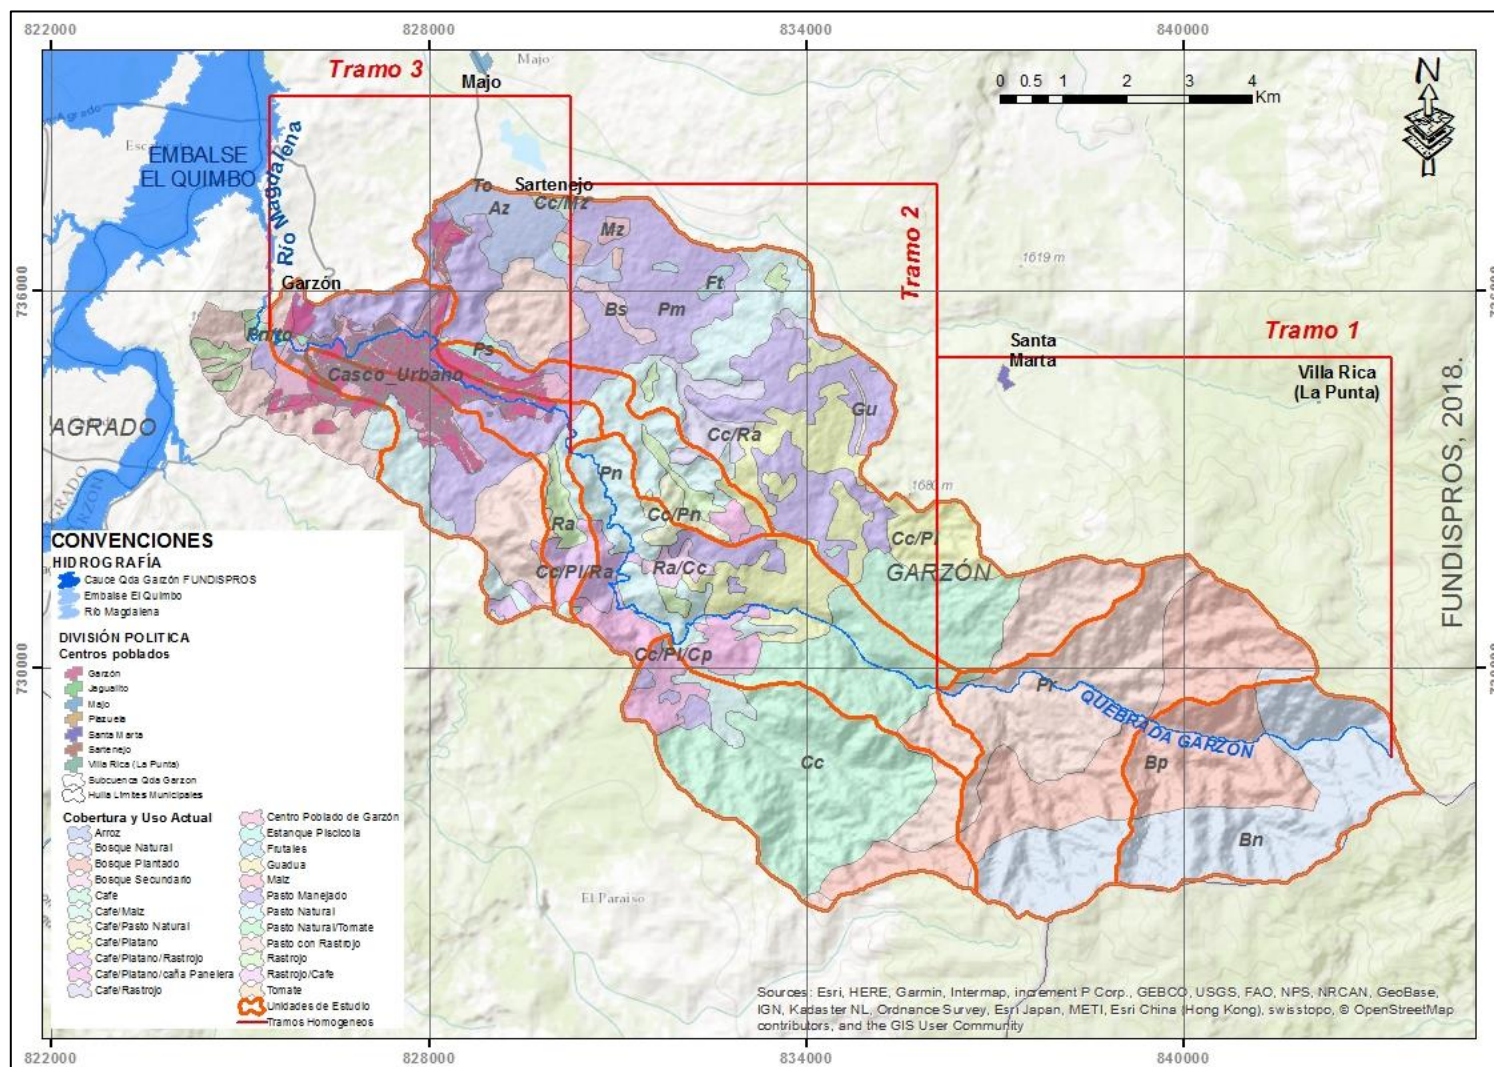 822000
828000
834000
840000
Tramo 3
Majo
Majo
0 0.5 1 2 3 4
Km
N
EMBALSE
EL QUIMBO
Río Magdalena
Sartenejo
To
Az
Cc/Mz
Mz
Tramo 2
1619 m
736000
Garzón
Ft
Bs
Pm
Tramo 1
Santa
Marta
Villa Rica
(La Punta)
Ps
Casco_Urbano
AGRADO
Gu
Cc/Ra
FUNDISPROS, 2018.
Pn
Cc/Pn
Ra
Cc/Pl
GARZÓN
Cc/Pl/Ra
Ra/Cc
Cc/Pl/Cp
730000
Pr
QUEBRADA GARZÓN
Cc
Bp
Bn
El Paraiso
CONVENCIONES
HIDROGRAFÍA
Cauce Qda Garzón FUNDISPROS
Embalse El Quimbo
Río Magdalena
DIVISIÓN POLITICA
Centros poblados
Garzón
Jagualito
Majo
Plazuela
Santa Marta
Sartenejo
Villa Rica (La Punta)
Subcuenca Qda Garzon
Huila Limites Municipales
Cobertura y Uso Actual
Arroz
Bosque Natural
Bosque Plantado
Bosque Secundario
Cafe
Cafe/Maiz
Cafe/Pasto Natural
Cafe/Platano
Cafe/Platano/Rastrojo
Cafe/Platano/caña Panelera
Cafe/Rastrojo
Centro Poblado de Garzón
Estanque Piscicola
Frutales
Guadua
Maiz
Pasto Manejado
Pasto Natural
Pasto Natural/Tomate
Pasto con Rastrojo
Rastrojo
Rastrojo/Cafe
Tomate
Unidades de Estudio
Tramos Homogeneos
Sources: Esri, HERE, Garmin, Intermap, increment P Corp., GEBCO, USGS, FAO, NPS, NRCAN, GeoBase,
IGN, Kadaster NL, Ordnance Survey, Esri Japan, METI, Esri China (Hong Kong), swisstopo, © OpenStreetMap
contributors, and the GIS User Community
822000
828000
834000
840000